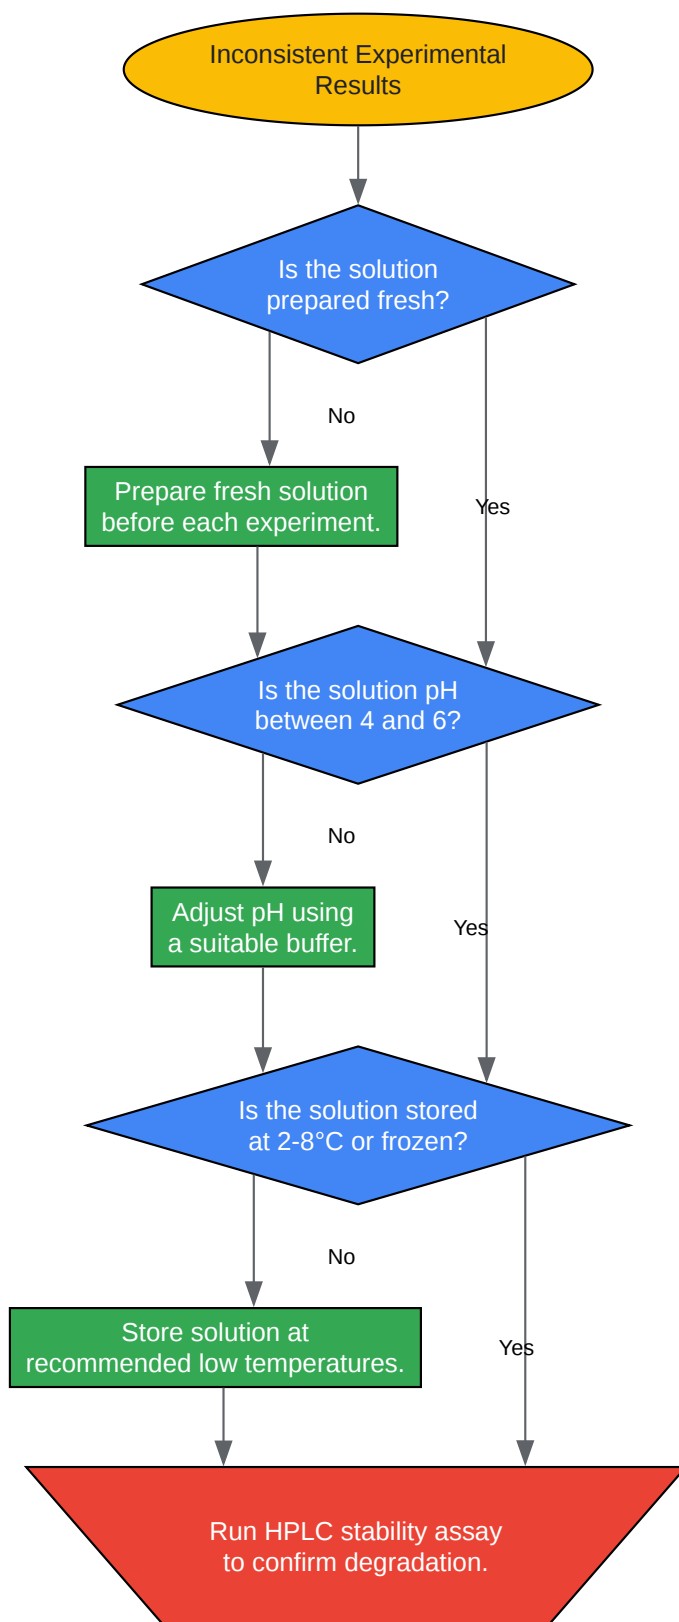 Inconsistent Experimental
Results
Is the solution
prepared fresh?
No
Prepare fresh solution
before each experiment.
Yes
Is the solution pH
between 4 and 6?
No
Adjust pH using
a suitable buffer.
Yes
Is the solution stored
at 2-8°C or frozen?
No
Store solution at
recommended low temperatures.
Yes
Run HPLC stability assay
to confirm degradation.